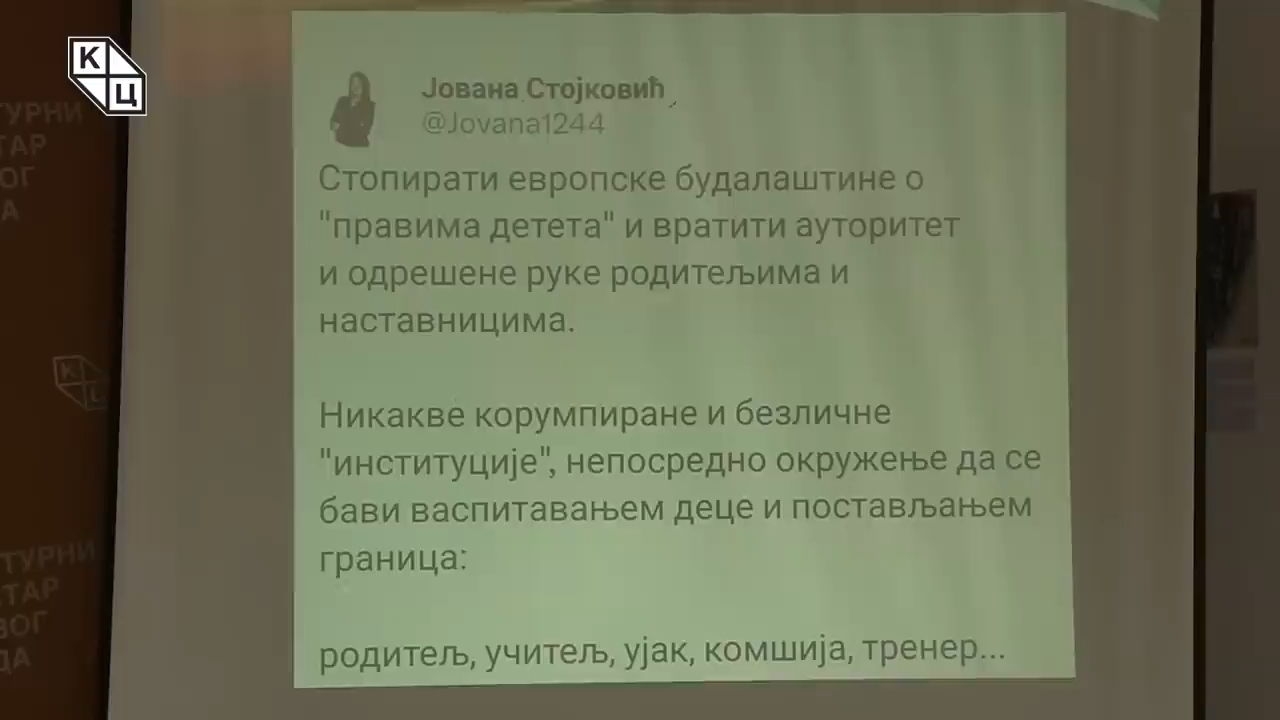 К
Ц
Јована Стојковић
@Jovana1244
Стопирати европске будалаштине о
"правима детета" и вратити ауторитет
и одрешене руке родитељима и
наставницима.
Никакве корумпиране и безличне
"институције", непосредно окружење да се
бави васпитавањем деце и постављањем
граница:
родитељ, учитељ, ујак, комшија, тренер...